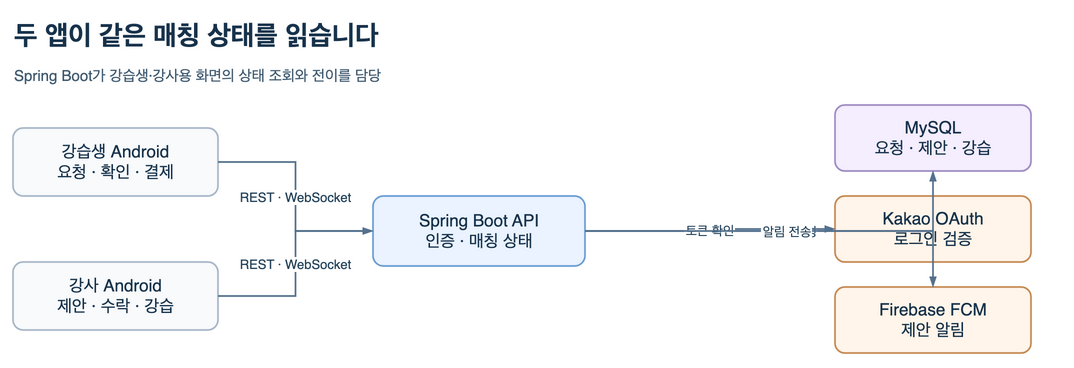 두 앱이 같은 매칭 상태를 읽습니다
Spring Boot가 강습생·강사용 화면의 상태 조회와 전이를 담당
강습생 Android
요청 · 확인 · 결제
REST · WebSocket
강사 Android
제안 · 수락 · 강습
REST · WebSocket
Spring Boot API
인증 · 매칭 상태
토큰 확인
알림 전송
MySQL
요청 · 제안 · 강습
Kakao OAuth
로그인 검증
Firebase FCM
제안 알림